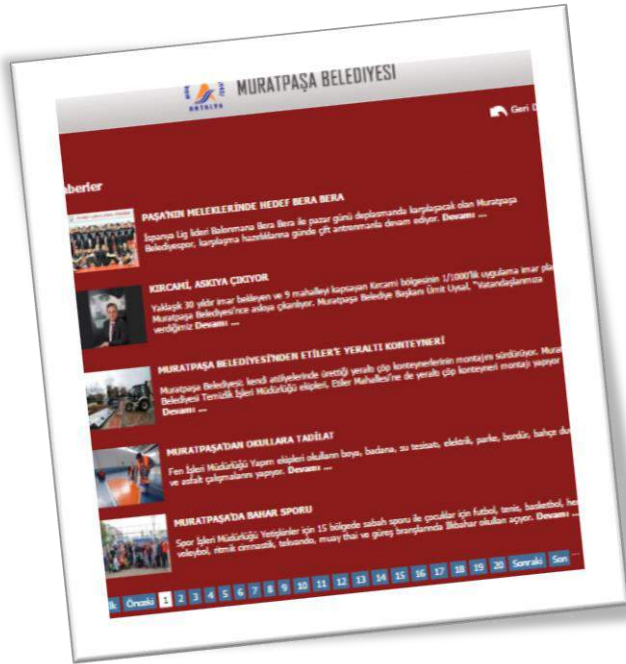 MURATPAŞA BELEDİYESİ
ANTALYA
Geri D
aberler
PAŞA'NIN MELEKLERİNDE HEDEF BERA BERA
İspanya Lig lideri Balonmana Bera Bera ile pazar günü deplasmanda karşılaşacak olan Muratpaşa
Belediyespor, karşılaşma hazırlıklarına günde çift antrenmanla devam ediyor. Devamı ...
KIRCAMİ, ASKIYA ÇIKIYOR
Yaklaşık 30 yıldır imar bekleyen ve 9 mahalleyi kapsayan Kırcami bölgesinin 1/1000'lik uygulama imar pla
Muratpaşa Belediyesi'nce askıya çıkarılıyor. Muratpaşa Belediye Başkanı Ümit Uysal, "Vatandaşlarımıza
verdiğimiz Devamı ...
MURATPAŞA BELEDİYESİ'NDEN ETİLER'E YERALTI KONTEYNERİ
Muratpaşa Belediyesi; kendi atölyelerinde ürettiği yeraltı çöp konteynerlerinin montajını sürdürüyor. Murat
Belediyesi Temizlik İşleri Müdürlüğü ekipleri, Etiler Mahallesi'ne de yeraltı çöp konteyneri montajı yapıyor
Devamı ...
MURATPAŞA'DAN OKULLARA TADİLAT
Fen İşleri Müdürlüğü Yapım ekipleri okulların boya, badana, su tesisatı, elektrik, parke, bordür, bahçe du
ve asfalt çalışmalarını yapıyor. Devamı ...
MURATPAŞA'DA BAHAR SPORU
Spor İşleri Müdürlüğü Yetişkinler için 15 bölgede sabah sporu ile çocuklar için futbol, tenis, basketbol, he
voleybol, ritmik cimnastik, tekvando, muay thai ve güreş branşlarında İlkbahar okulları açıyor. Devamı ...
lk Önceki 1 2 3 4 5 6 7 8 9 10 11 12 13 14 15 16 17 18 19 20 Sonraki Son ...